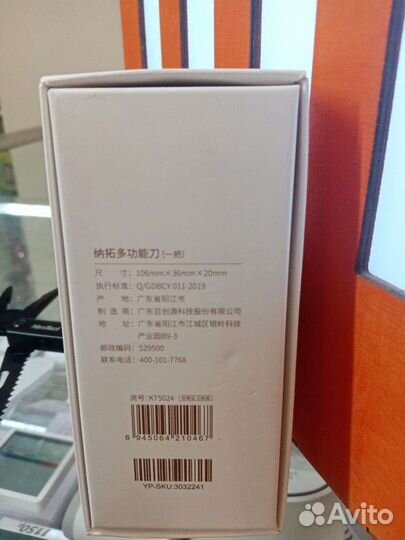 纳拓多功能刀(一把)
尺 寸: 106mm×36mm×20mm
执行标准: Q/GDBCY 011-2019
产 地: 广东省阳江市
制 造 商: 广东百创源科技股份有限公司
地 址: 广东省阳江市江城区银岭科技
产业园B9-3
邮政编码: 529500
联系电话: 400-101-7768
货号: KT5024
6 945064 210467
YP-SKU:3032241
1150
Avito